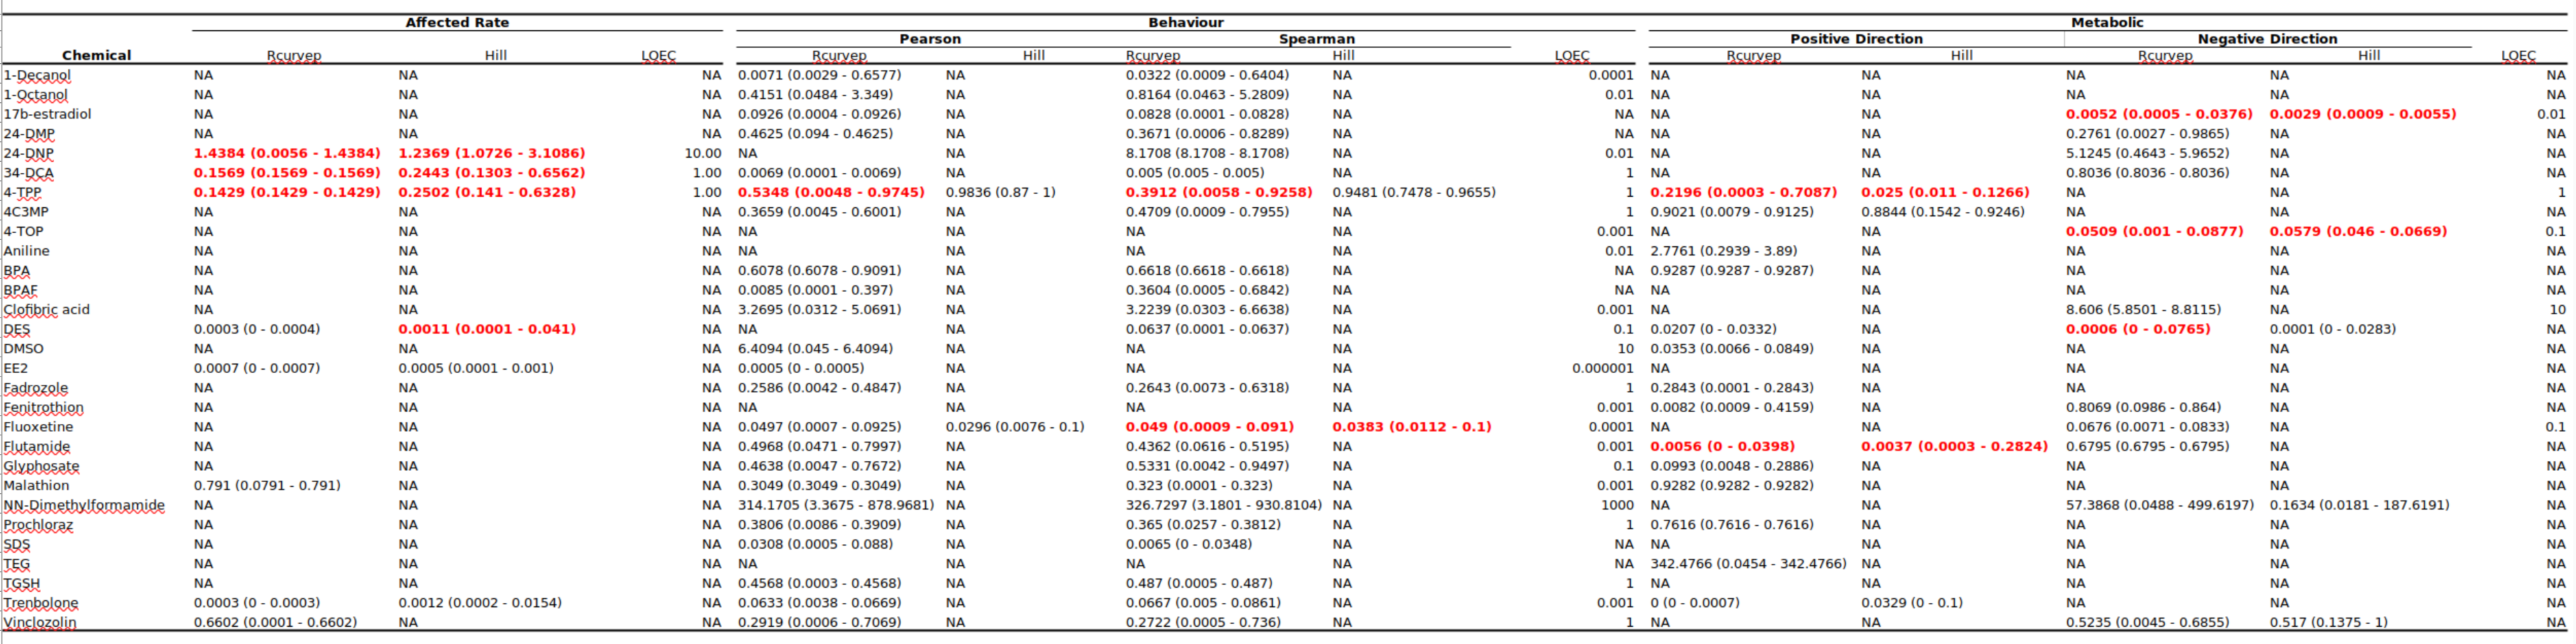 Affected Rate Behaviour Metabolic
Pearson Spearman Positive Direction Negative Direction
Chemical Rcurvep Hill LOEC Rcurvep Hill Rcurvep Hill LOEC Rcurvep Hill Rcurvep Hill LOEC
1-Decanol NA NA NA 0.0071 (0.0029 - 0.6577) NA 0.0322 (0.0009 - 0.6404) NA 0.0001 NA NA NA NA NA
1-Octanol NA NA NA 0.4151 (0.0484 - 3.349) NA 0.8164 (0.0463 - 5.2809) NA 0.01 NA NA NA NA NA
17b-estradiol NA NA NA 0.0926 (0.0004 - 0.0926) NA 0.0828 (0.0001 - 0.0828) NA NA NA NA 0.0052 (0.0005 - 0.0376) 0.0029 (0.0009 - 0.0055) 0.01
24-DMP NA NA NA 0.4625 (0.094 - 0.4625) NA 0.3671 (0.0006 - 0.8289) NA NA NA NA 0.2761 (0.0027 - 0.9865) NA NA
24-DNP 1.4384 (0.0056 - 1.4384) 1.2369 (1.0726 - 3.1086) 10.00 NA NA 8.1708 (8.1708 - 8.1708) NA 0.01 NA NA 5.1245 (0.4643 - 5.9652) NA NA
34-DCA 0.1569 (0.1569 - 0.1569) 0.2443 (0.1303 - 0.6562) 1.00 0.0069 (0.0001 - 0.0069) NA 0.005 (0.005 - 0.005) NA 1 NA NA 0.8036 (0.8036 - 0.8036) NA NA
4-TPP 0.1429 (0.1429 - 0.1429) 0.2502 (0.141 - 0.6328) 1.00 0.5348 (0.0048 - 0.9745) 0.9836 (0.87 - 1) 0.3912 (0.0058 - 0.9258) 0.9481 (0.7478 - 0.9655) 1 0.2196 (0.0003 - 0.7087) 0.025 (0.011 - 0.1266) NA NA 1
4C3MP NA NA NA 0.3659 (0.0045 - 0.6001) NA 0.4709 (0.0009 - 0.7955) NA 1 0.9021 (0.0079 - 0.9125) 0.8844 (0.1542 - 0.9246) NA NA NA
4-TOP NA NA NA NA NA NA NA 0.001 NA NA 0.0509 (0.001 - 0.0877) 0.0579 (0.046 - 0.0669) 0.1
Aniline NA NA NA NA NA NA NA 0.01 2.7761 (0.2939 - 3.89) NA NA NA NA
BPA NA NA NA 0.6078 (0.6078 - 0.9091) NA 0.6618 (0.6618 - 0.6618) NA NA 0.9287 (0.9287 - 0.9287) NA NA NA NA
BPAF NA NA NA 0.0085 (0.0001 - 0.397) NA 0.3604 (0.0005 - 0.6842) NA NA NA NA NA NA NA
Clofibric acid NA NA NA 3.2695 (0.0312 - 5.0691) NA 3.2239 (0.0303 - 6.6638) NA 0.001 NA NA 8.606 (5.8501 - 8.8115) NA 10
DES 0.0003 (0 - 0.0004) 0.0011 (0.0001 - 0.041) NA NA NA 0.0637 (0.0001 - 0.0637) NA 0.1 0.0207 (0 - 0.0332) NA 0.0006 (0 - 0.0765) 0.0001 (0 - 0.0283) NA
DMSO NA NA NA 6.4094 (0.045 - 6.4094) NA NA NA 10 0.0353 (0.0066 - 0.0849) NA NA NA NA
EE2 0.0007 (0 - 0.0007) 0.0005 (0.0001 - 0.001) NA 0.0005 (0 - 0.0005) NA NA NA 0.000001 NA NA NA NA NA
Fadrozole NA NA NA 0.2586 (0.0042 - 0.4847) NA 0.2643 (0.0073 - 0.6318) NA 1 0.2843 (0.0001 - 0.2843) NA NA NA NA
Fenitrothion NA NA NA NA NA NA NA 0.001 0.0082 (0.0009 - 0.4159) NA 0.8069 (0.0986 - 0.864) NA NA
Fluoxetine NA NA NA 0.0497 (0.0007 - 0.0925) 0.0296 (0.0076 - 0.1) 0.049 (0.0009 - 0.091) 0.0383 (0.0112 - 0.1) 0.0001 NA NA 0.0676 (0.0071 - 0.0833) NA 0.1
Flutamide NA NA NA 0.4968 (0.0471 - 0.7997) NA 0.4362 (0.0616 - 0.5195) NA 0.001 0.0056 (0 - 0.0398) 0.0037 (0.0003 - 0.2824) 0.6795 (0.6795 - 0.6795) NA NA
Glyphosate NA NA NA 0.4638 (0.0047 - 0.7672) NA 0.5331 (0.0042 - 0.9497) NA 0.1 0.0993 (0.0048 - 0.2886) NA NA NA NA
Malathion 0.791 (0.0791 - 0.791) NA NA 0.3049 (0.3049 - 0.3049) NA 0.323 (0.0001 - 0.323) NA 0.001 0.9282 (0.9282 - 0.9282) NA NA NA NA
NN-Dimethylformamide NA NA NA 314.1705 (3.3675 - 878.9681) NA 326.7297 (3.1801 - 930.8104) NA 1000 NA NA 57.3868 (0.0488 - 499.6197) 0.1634 (0.0181 - 187.6191) NA
Prochloraz NA NA NA 0.3806 (0.0086 - 0.3909) NA 0.365 (0.0257 - 0.3812) NA 1 0.7616 (0.7616 - 0.7616) NA NA NA NA
SDS NA NA NA 0.0308 (0.0005 - 0.088) NA 0.0065 (0 - 0.0348) NA NA NA NA NA NA NA
TEG NA NA NA NA NA NA NA NA 342.4766 (0.0454 - 342.4766) NA NA NA NA
TGSH NA NA NA 0.4568 (0.0003 - 0.4568) NA 0.487 (0.0005 - 0.487) NA 1 NA NA NA NA NA
Trenbolone 0.0003 (0 - 0.0003) 0.0012 (0.0002 - 0.0154) NA 0.0633 (0.0038 - 0.0669) NA 0.0667 (0.005 - 0.0861) NA 0.001 0 (0 - 0.0007) 0.0329 (0 - 0.1) NA NA NA
Vinclozolin 0.6602 (0.0001 - 0.6602) NA NA 0.2919 (0.0006 - 0.7069) NA 0.2722 (0.0005 - 0.736) NA 1 NA NA 0.5235 (0.0045 - 0.6855) 0.517 (0.1375 - 1) NA